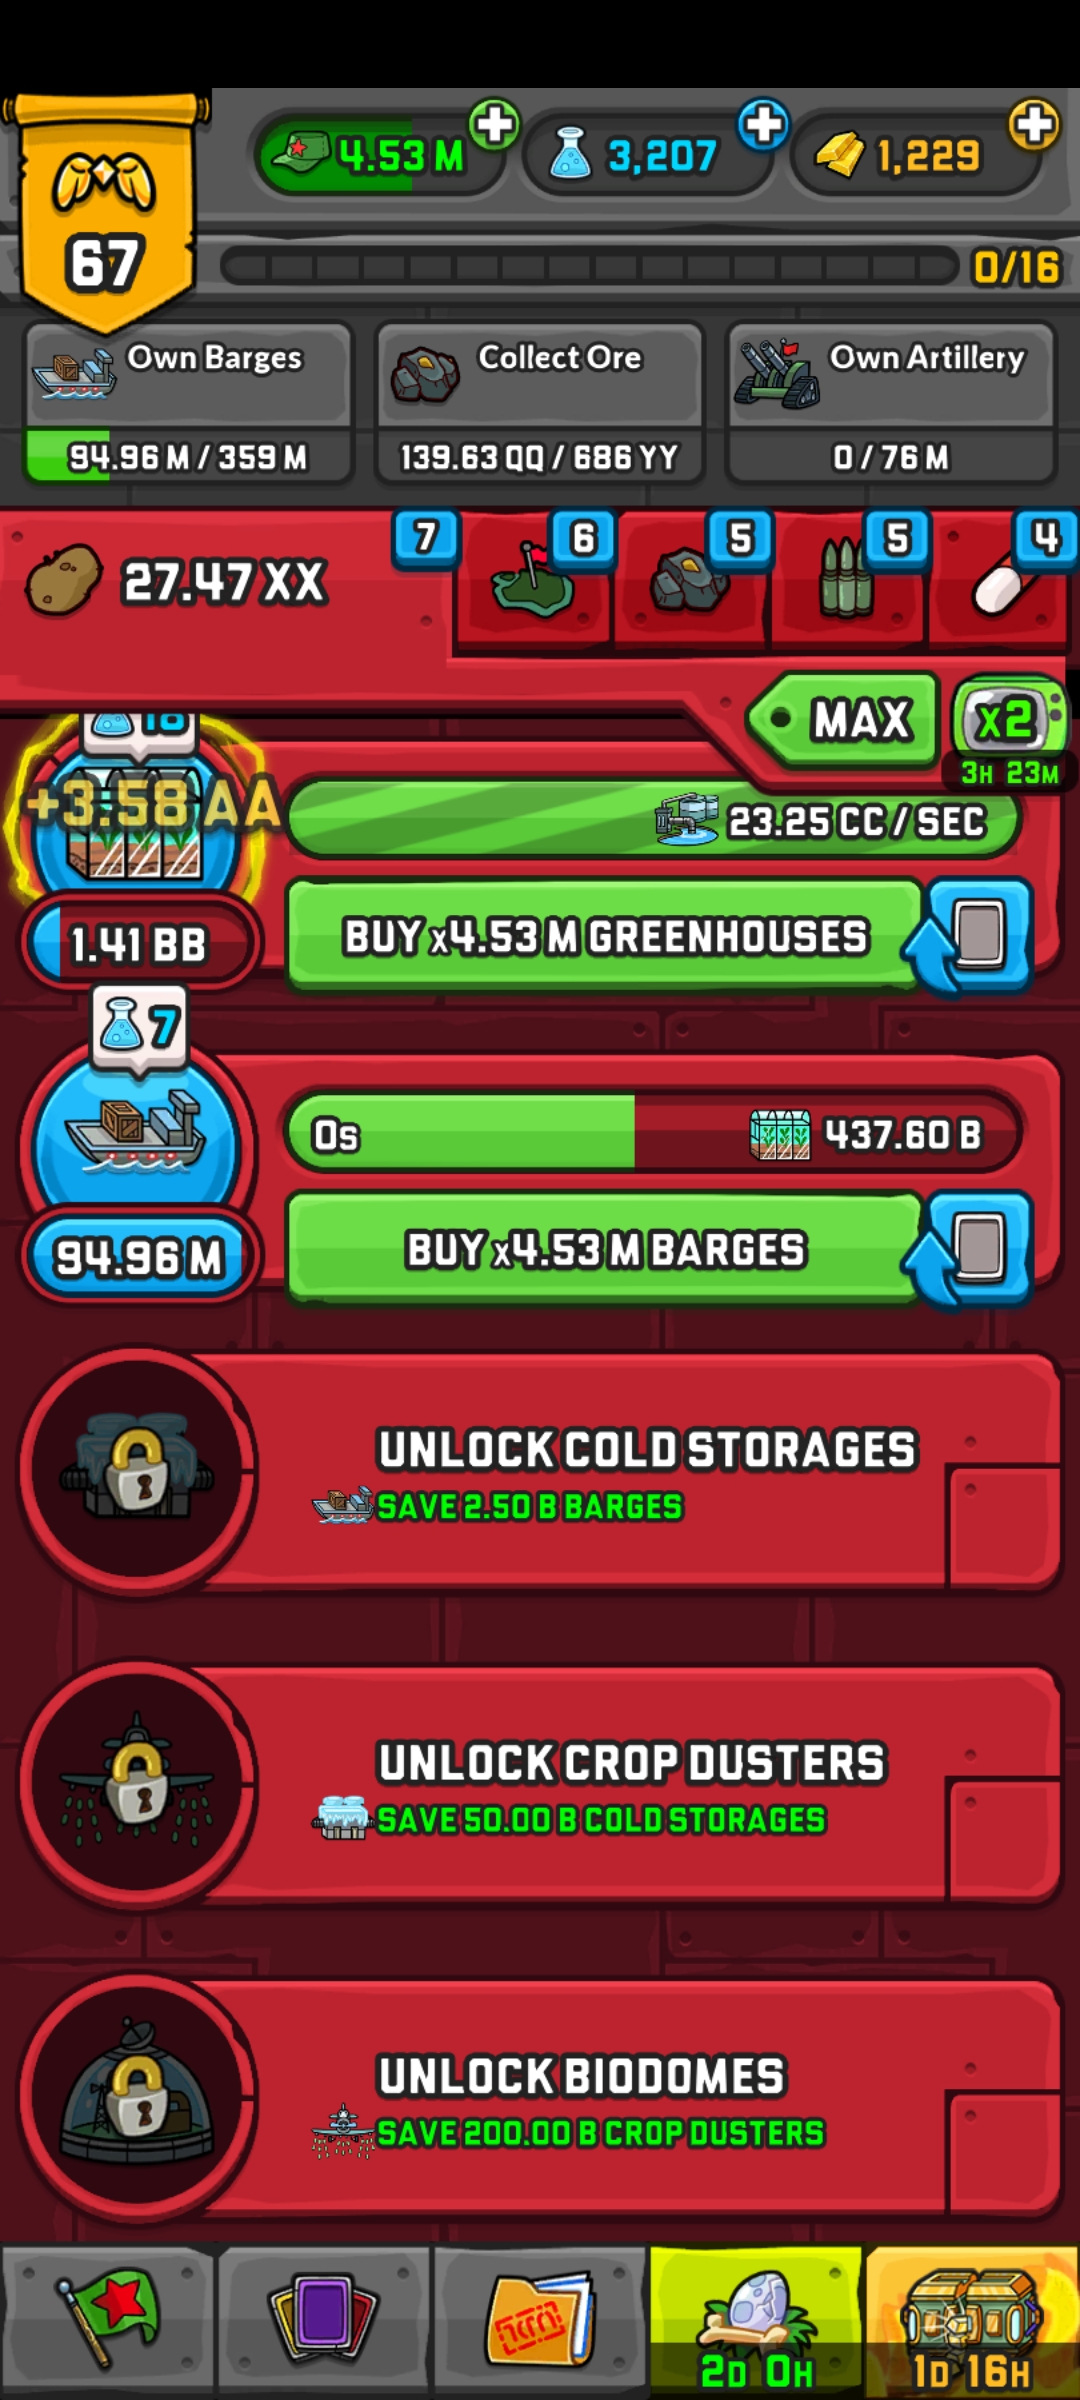 4.53 M
3,207
1,229
67
0/16
Own Barges
94.96 M / 359 M
Collect Ore
139.63 QQ / 686 YY
Own Artillery
0 / 76 M
27.47 XX
7
6
5
5
4
MAX
x2
3H 23M
18
+3.58 AA
23.25 CC / SEC
1.41 BB
BUY x4.53 M GREENHOUSES
7
0s
437.60 B
94.96 M
BUY x4.53 M BARGES
UNLOCK COLD STORAGES
SAVE 2.50 B BARGES
UNLOCK CROP DUSTERS
SAVE 50.00 B COLD STORAGES
UNLOCK BIODOMES
SAVE 200.00 B CROP DUSTERS
2D 0H
1D 16H